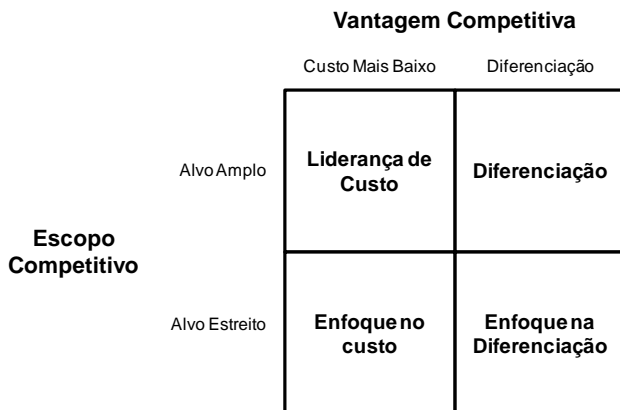 Vantagem Competitiva
Custo Mais Baixo
Diferenciação
Alvo Amplo
Liderança de
Custo
Diferenciação
Escopo
Competitivo
Alvo Estreito
Enfoque no
custo
Enfoque na
Diferenciação